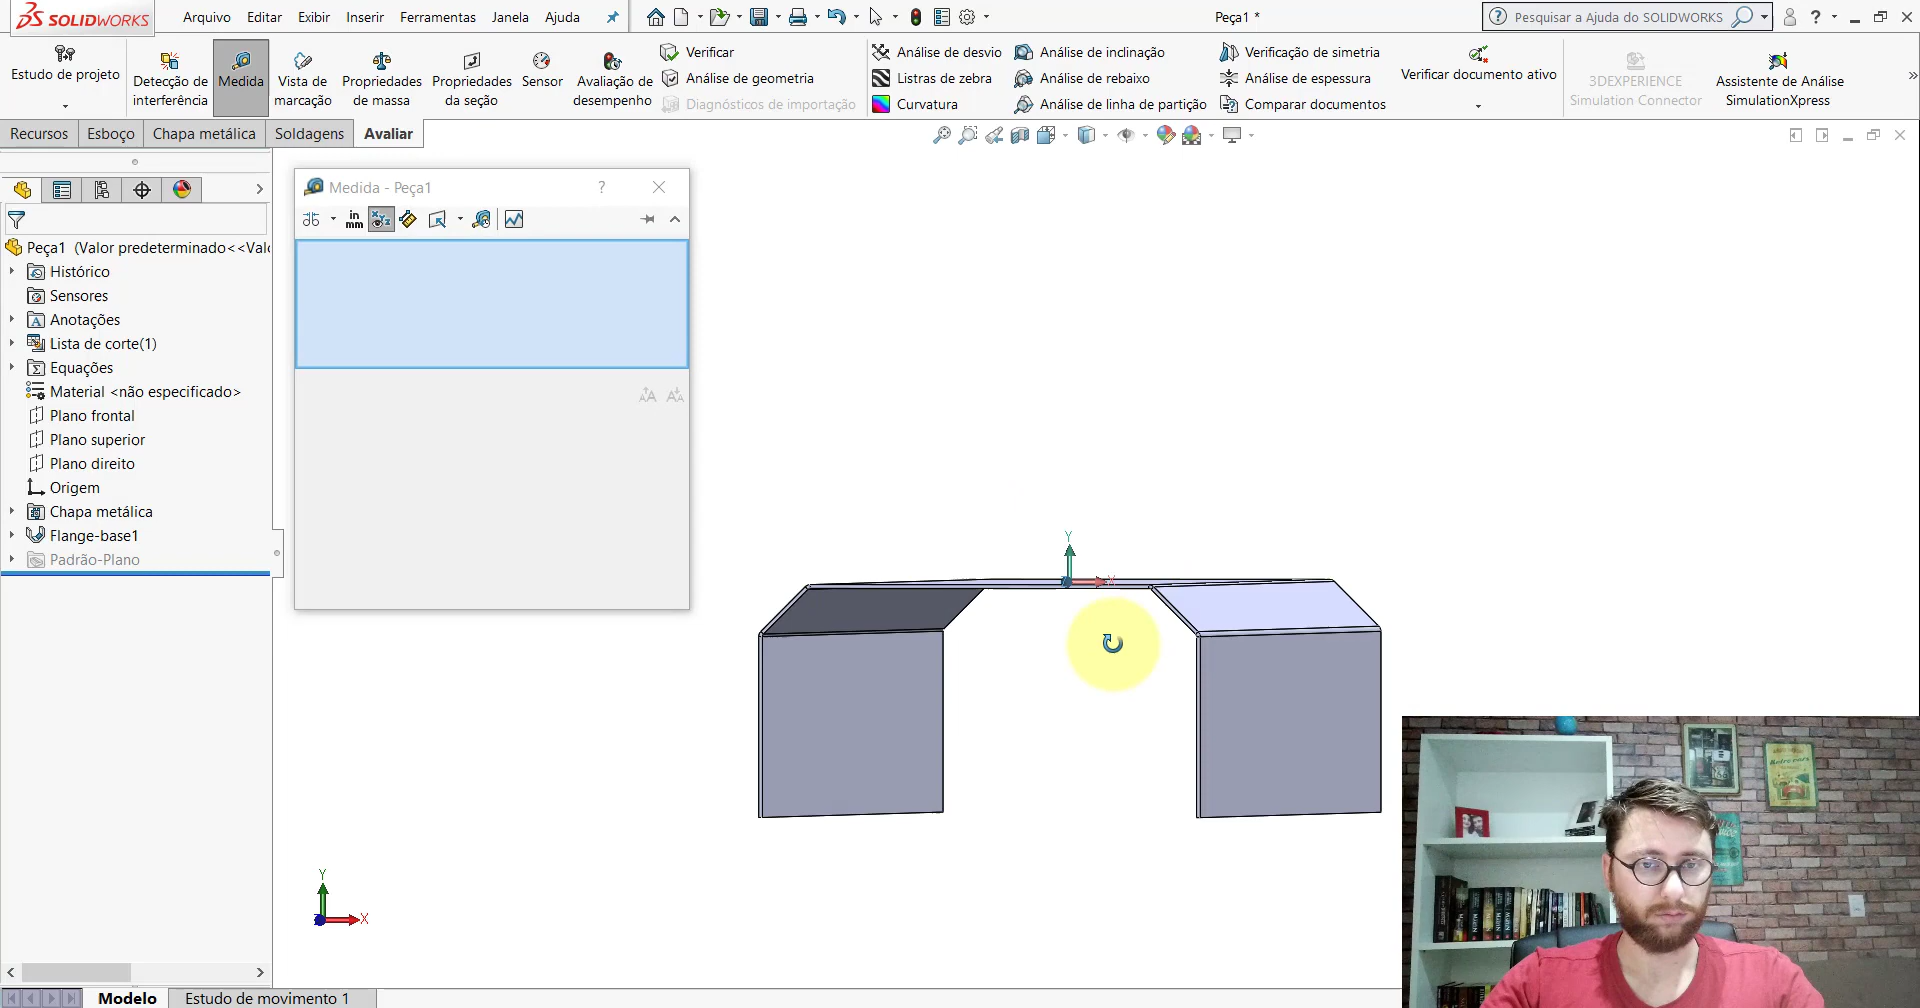 SOLIDWORKS
Arquivo Editar Exibir Inserir Ferramentas Janela Ajuda
Peça1 *
Pesquisar a Ajuda do SOLIDWORKS
Estudo de projeto
Detecção de interferência
Medida
Vista de marcação
Propriedades de massa
Propriedades da seção
Sensor
Avaliação de desempenho
Verificar
Análise de geometria
Diagnósticos de importação
Análise de desvio
Listras de zebra
Curvatura
Análise de inclinação
Análise de rebaixo
Análise de linha de partição
Verificação de simetria
Análise de espessura
Comparar documentos
Verificar documento ativo
3DEXPERIENCE Simulation Connector
Assistente de Análise SimulationXpress
Recursos Esboço Chapa metálica Soldagens Avaliar
Medida - Peça1
in
mm
Peça1 (Valor predeterminado<<Valo
Histórico
Sensores
Anotações
Lista de corte(1)
Equações
Material <não especificado>
Plano frontal
Plano superior
Plano direito
Origem
Chapa metálica
Flange-base1
Padrão-Plano
Y
X
Y
X
Modelo Estudo de movimento 1